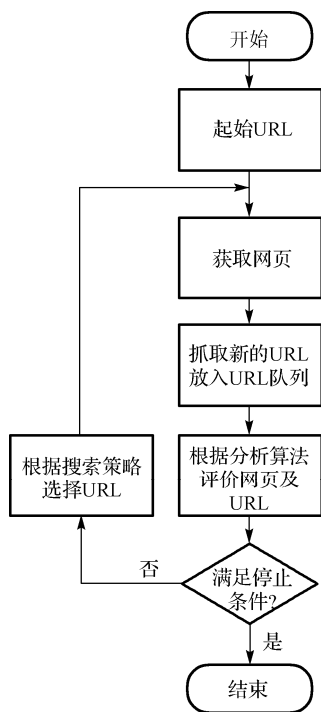 开始
起始URL
获取网页
抓取新的URL
放入URL队列
根据搜索策略
选择URL
根据分析算法
评价网页及
URL
否
满足停止
条件?
是
结束